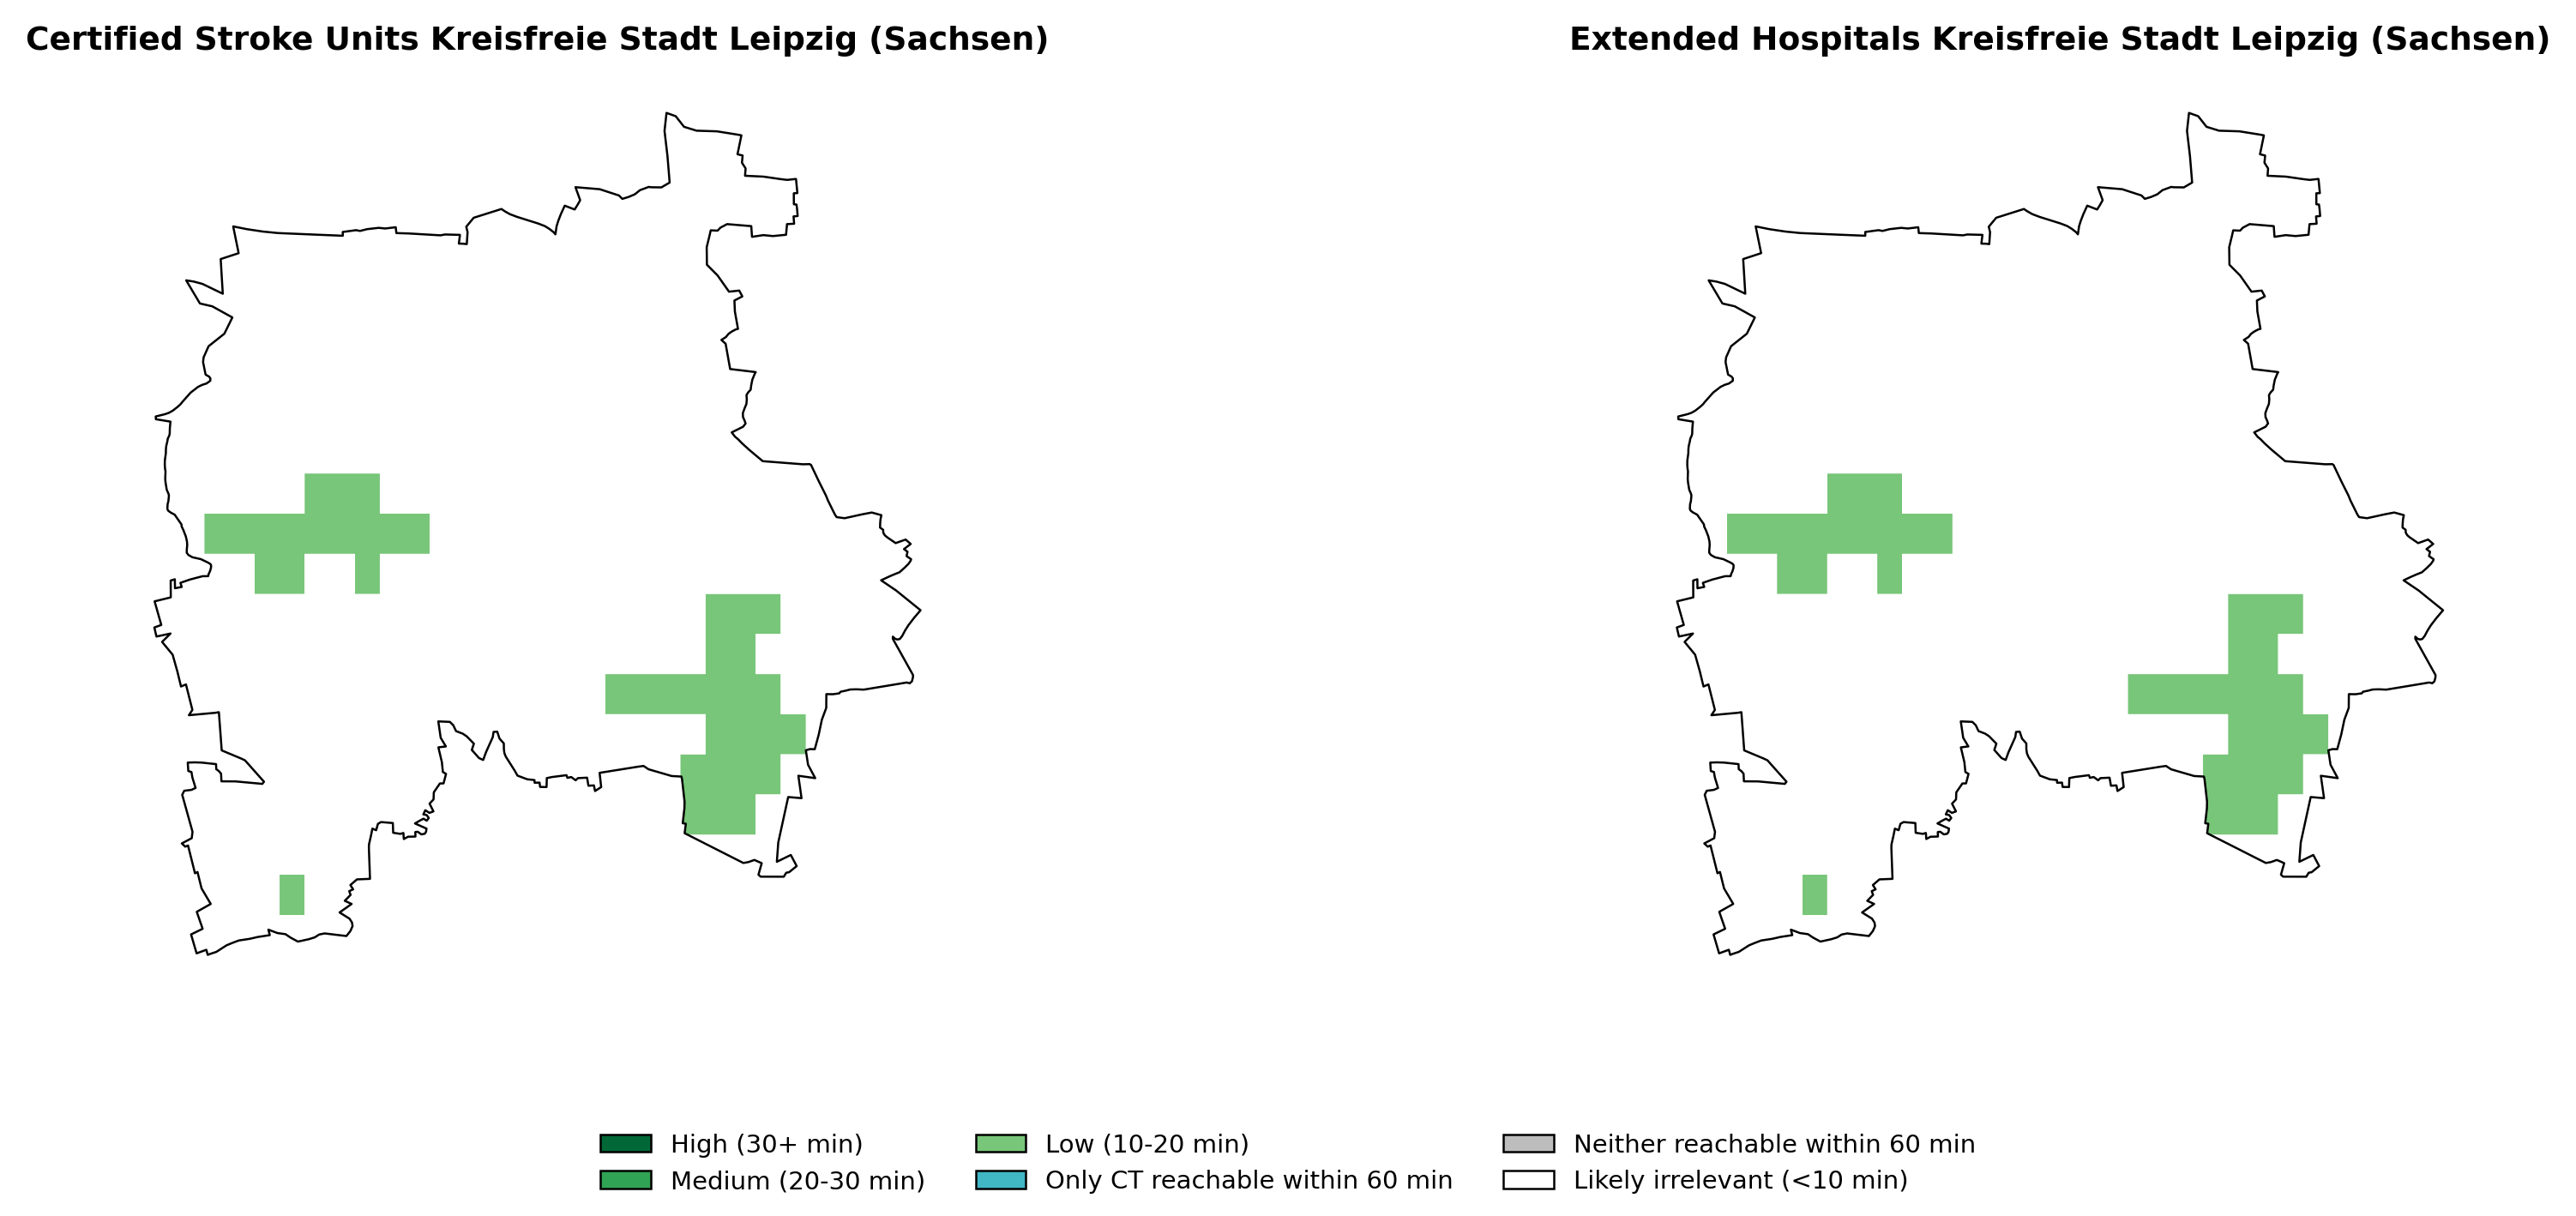 Certified Stroke Units Kreisfreie Stadt Leipzig (Sachsen)
Extended Hospitals Kreisfreie Stadt Leipzig (Sachsen)
High (30+ min)
Medium (20-30 min)
Low (10-20 min)
Only CT reachable within 60 min
Neither reachable within 60 min
Likely irrelevant (<10 min)